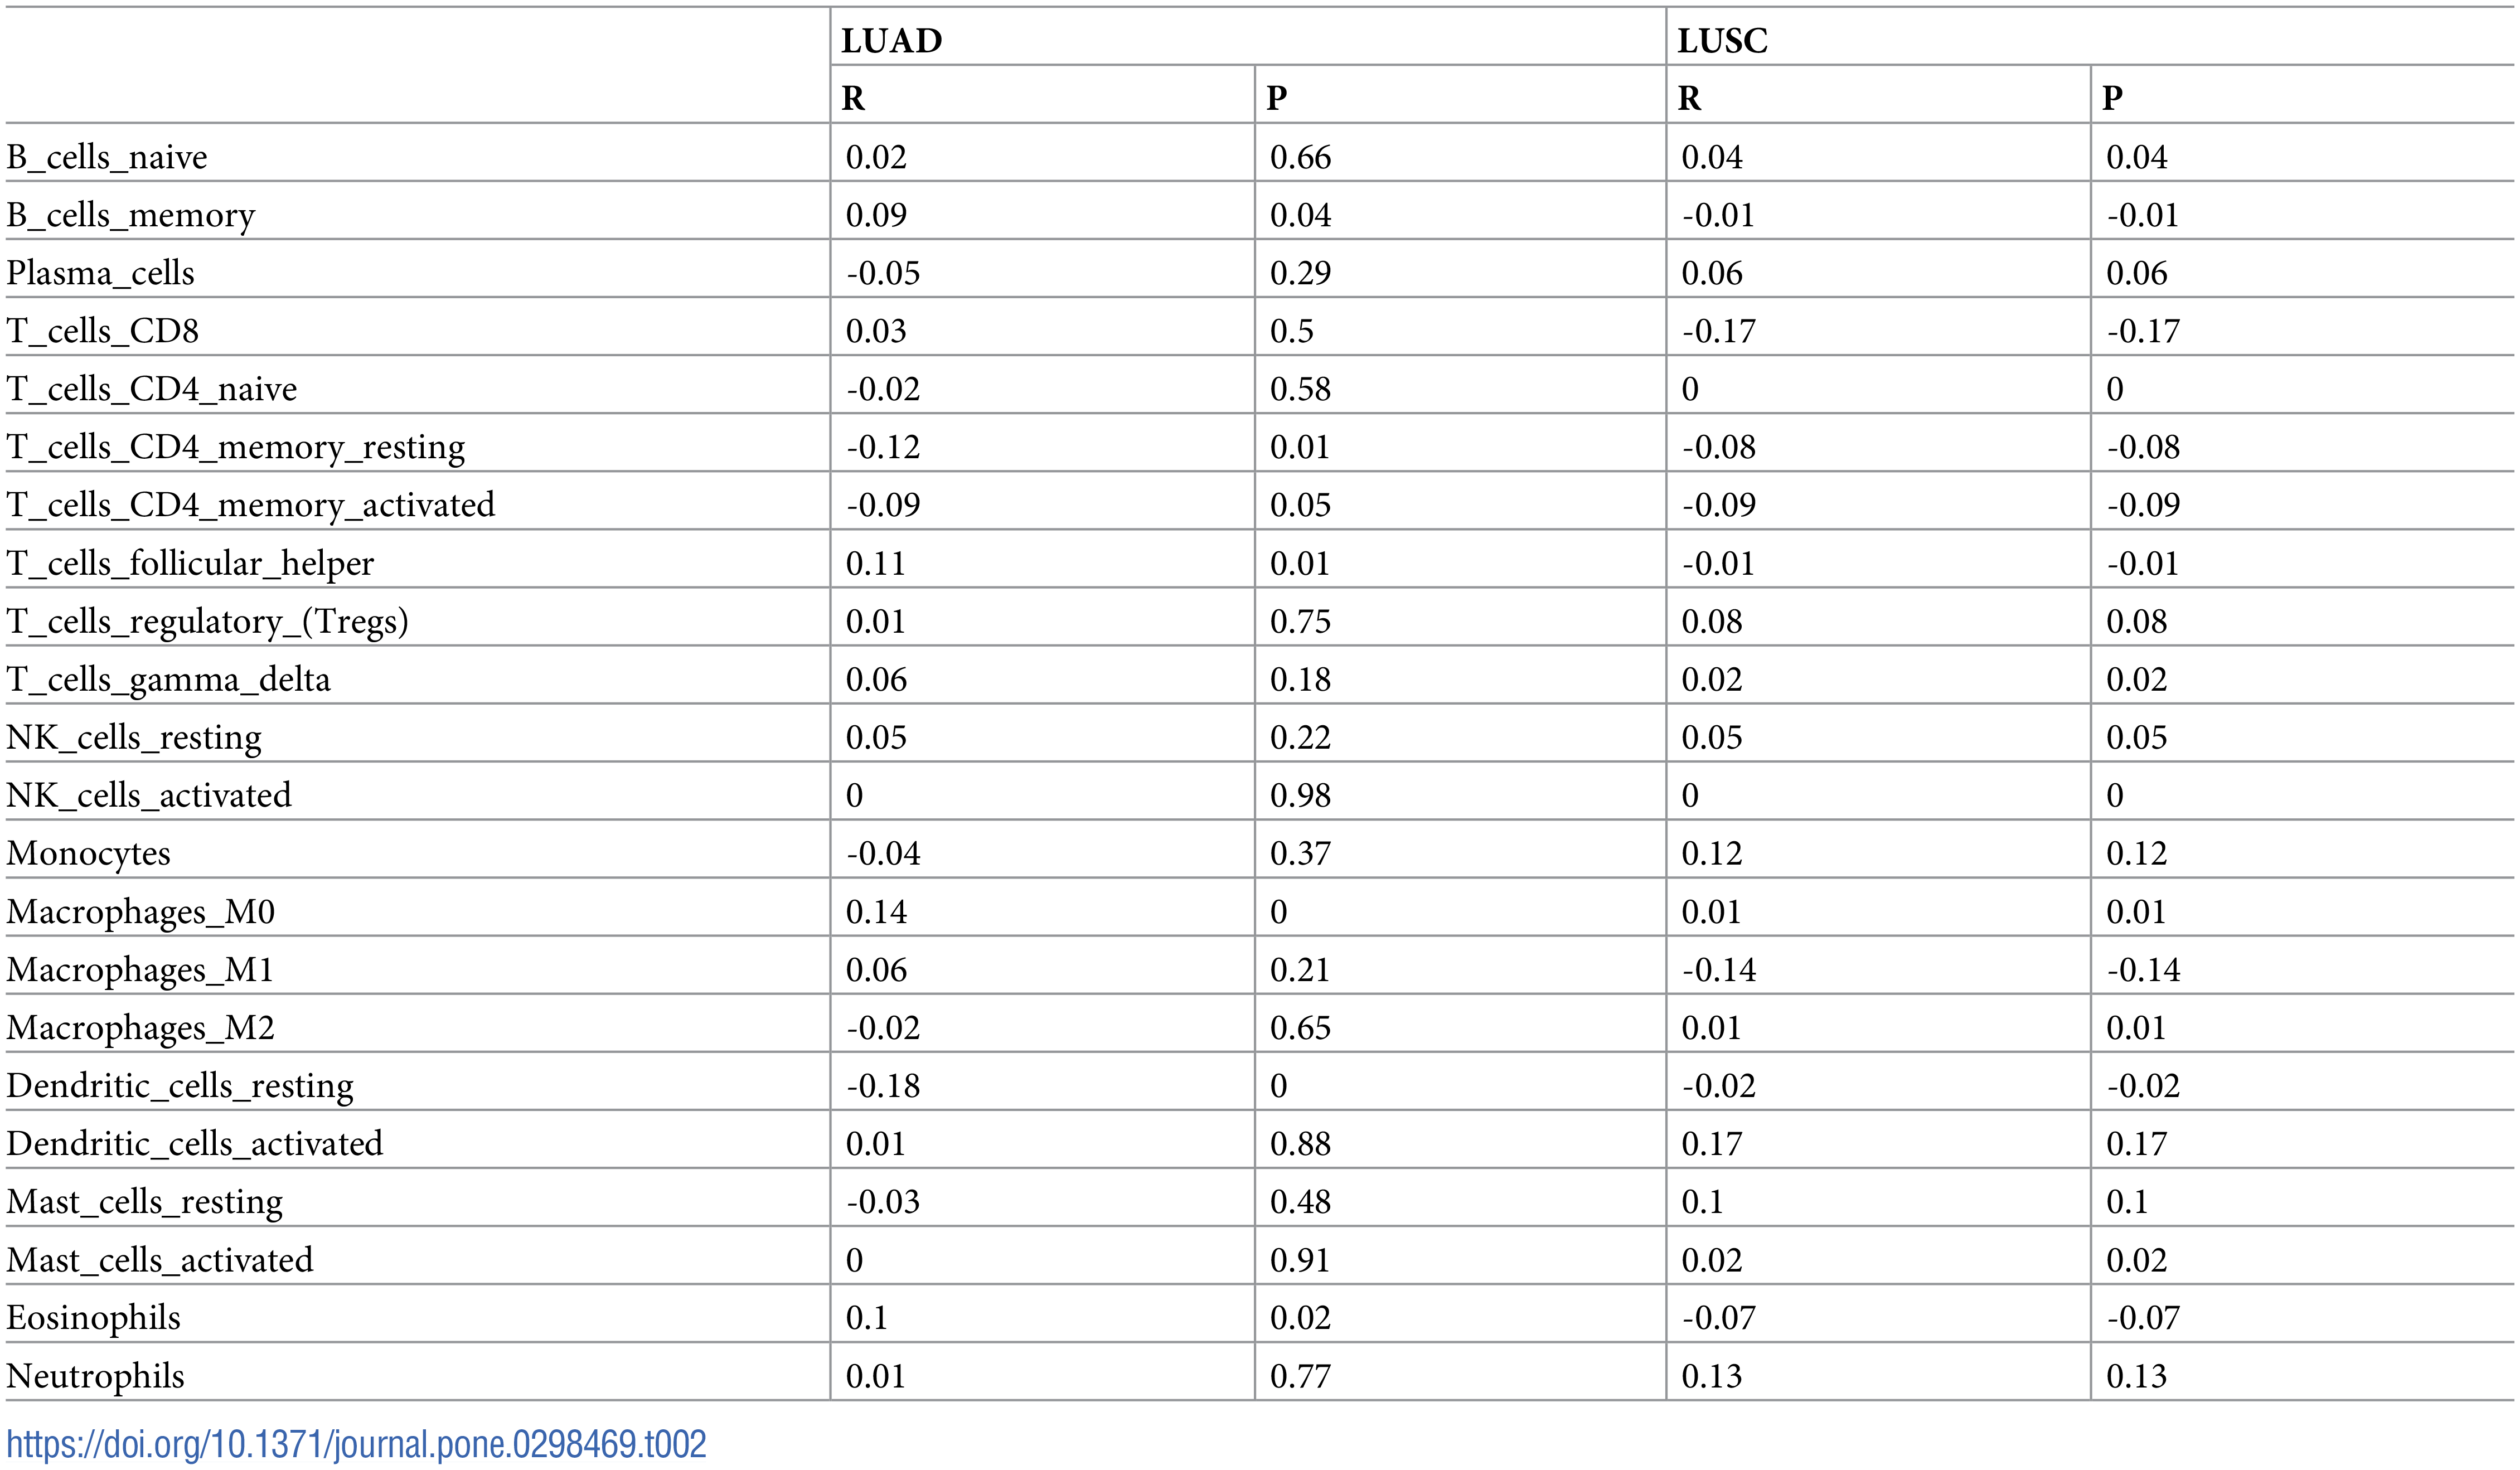 LUAD LUSC
R P R P
B_cells_naive 0.02 0.66 0.04 0.04
B_cells_memory 0.09 0.04 -0.01 -0.01
Plasma_cells -0.05 0.29 0.06 0.06
T_cells_CD8 0.03 0.5 -0.17 -0.17
T_cells_CD4_naive -0.02 0.58 0 0
T_cells_CD4_memory_resting -0.12 0.01 -0.08 -0.08
T_cells_CD4_memory_activated -0.09 0.05 -0.09 -0.09
T_cells_follicular_helper 0.11 0.01 -0.01 -0.01
T_cells_regulatory_(Tregs) 0.01 0.75 0.08 0.08
T_cells_gamma_delta 0.06 0.18 0.02 0.02
NK_cells_resting 0.05 0.22 0.05 0.05
NK_cells_activated 0 0.98 0 0
Monocytes -0.04 0.37 0.12 0.12
Macrophages_M0 0.14 0 0.01 0.01
Macrophages_M1 0.06 0.21 -0.14 -0.14
Macrophages_M2 -0.02 0.65 0.01 0.01
Dendritic_cells_resting -0.18 0 -0.02 -0.02
Dendritic_cells_activated 0.01 0.88 0.17 0.17
Mast_cells_resting -0.03 0.48 0.1 0.1
Mast_cells_activated 0 0.91 0.02 0.02
Eosinophils 0.1 0.02 -0.07 -0.07
Neutrophils 0.01 0.77 0.13 0.13
https://doi.org/10.1371/journal.pone.0298469.t002